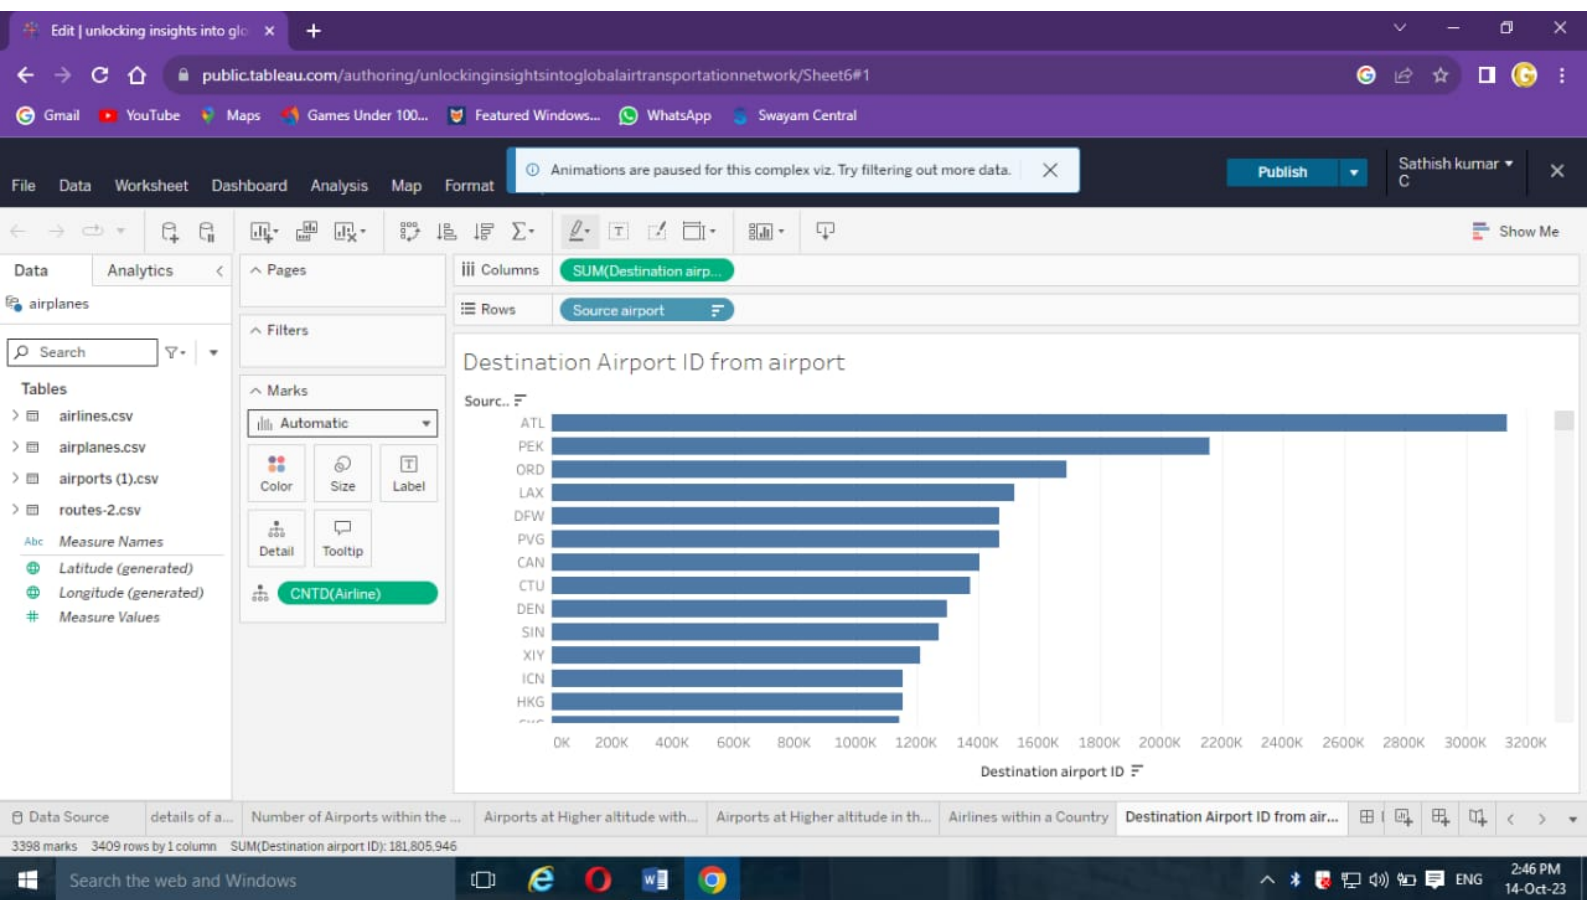 Edit | unlocking insights into glo
public.tableau.com/authoring/unlockinginsightsintoglobalairtransportationnetwork/Sheet6#1
Gmail YouTube Maps Games Under 100... Featured Windows... WhatsApp Swayam Central
Animations are paused for this complex viz. Try filtering out more data.
Publish
Sathish kumar C
File Data Worksheet Dashboard Analysis Map Format
Show Me
Data Analytics
Pages
Columns SUM(Destination airp...
airplanes
Rows Source airport
Filters
Search
Destination Airport ID from airport
Tables
Marks
Sourc..
airlines.csv
Automatic
airplanes.csv
airports (1).csv
Color Size Label
routes-2.csv
Abc Measure Names
Detail Tooltip
Latitude (generated)
Longitude (generated)
CNTD(Airline)
Measure Values
ATL
PEK
ORD
LAX
DFW
PVG
CAN
CTU
DEN
SIN
XIY
ICN
HKG
0K 200K 400K 600K 800K 1000K 1200K 1400K 1600K 1800K 2000K 2200K 2400K 2600K 2800K 3000K 3200K
Destination airport ID
Data Source details of a... Number of Airports within the ... Airports at Higher altitude with... Airports at Higher altitude in th... Airlines within a Country Destination Airport ID from air...
3398 marks 3409 rows by 1 column SUM(Destination airport ID): 181,805,946
Search the web and Windows
ENG
2:46 PM
14-Oct-23